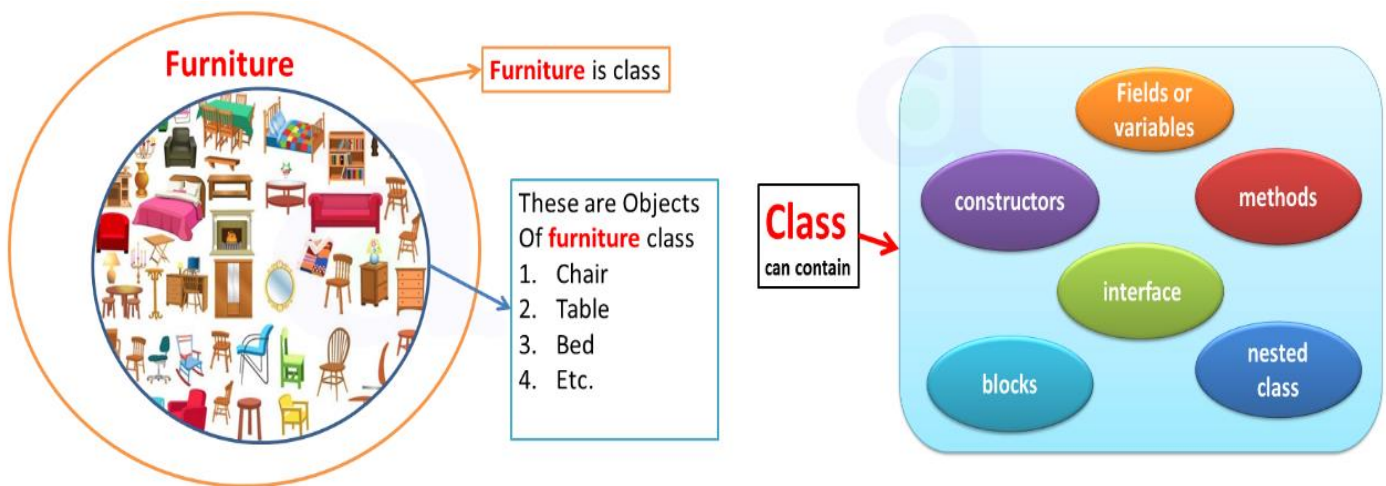 Furniture
Furniture is class
These are Objects
Of furniture class
1. Chair
2. Table
3. Bed
4. Etc.
Class
can contain
Fields or
variables
constructors
methods
interface
blocks
nested
class
a